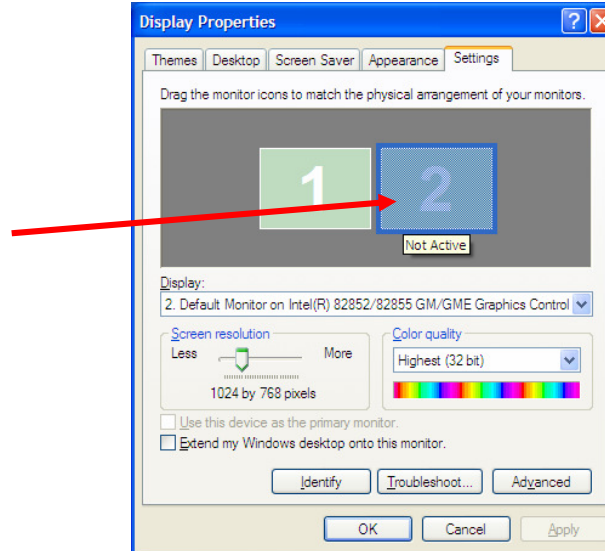 Display Properties
Themes Desktop Screen Saver Appearance Settings
Drag the monitor icons to match the physical arrangement of your monitors.
1 2
Not Active
Display:
2. Default Monitor on Intel(R) 82852/82855 GM/GME Graphics Control
Screen resolution Color quality
Less More Highest (32 bit)
1024 by 768 pixels
Use this device as the primary monitor.
Extend my Windows desktop onto this monitor.
Identify Troubleshoot... Advanced
OK Cancel Apply